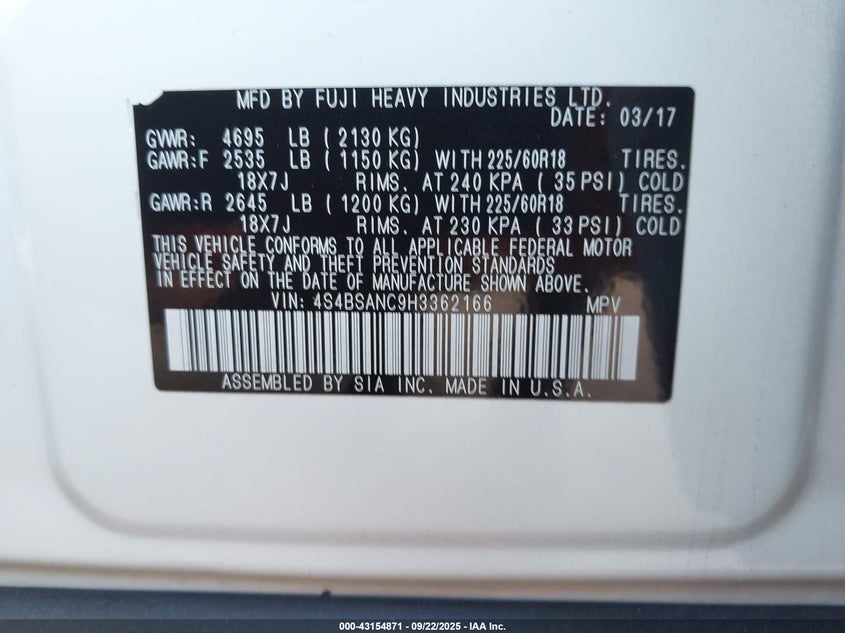 MFD BY FUJI HEAVY INDUSTRIES LTD.
DATE: 03/17
GVWR: 4695 LB ( 2130 KG)
GAWR:F 2535 LB ( 1150 KG) WITH 225/60R18 TIRES.
18X7J RIMS. AT 240 KPA ( 35 PSI) COLD
GAWR:R 2645 LB ( 1200 KG) WITH 225/60R18 TIRES.
18X7J RIMS. AT 230 KPA ( 33 PSI) COLD
THIS VEHICLE CONFORMS TO ALL APPLICABLE FEDERAL MOTOR
VEHICLE SAFETY AND THEFT PREVENTION STANDARDS
IN EFFECT ON THE DATE OF MANUFACTURE SHOWN ABOVE.
VIN: 4S4BSANC9H3362166 MPV
ASSEMBLED BY SIA INC. MADE IN U.S.A.
000-43154871 - 09/22/2025 - IAA Inc.